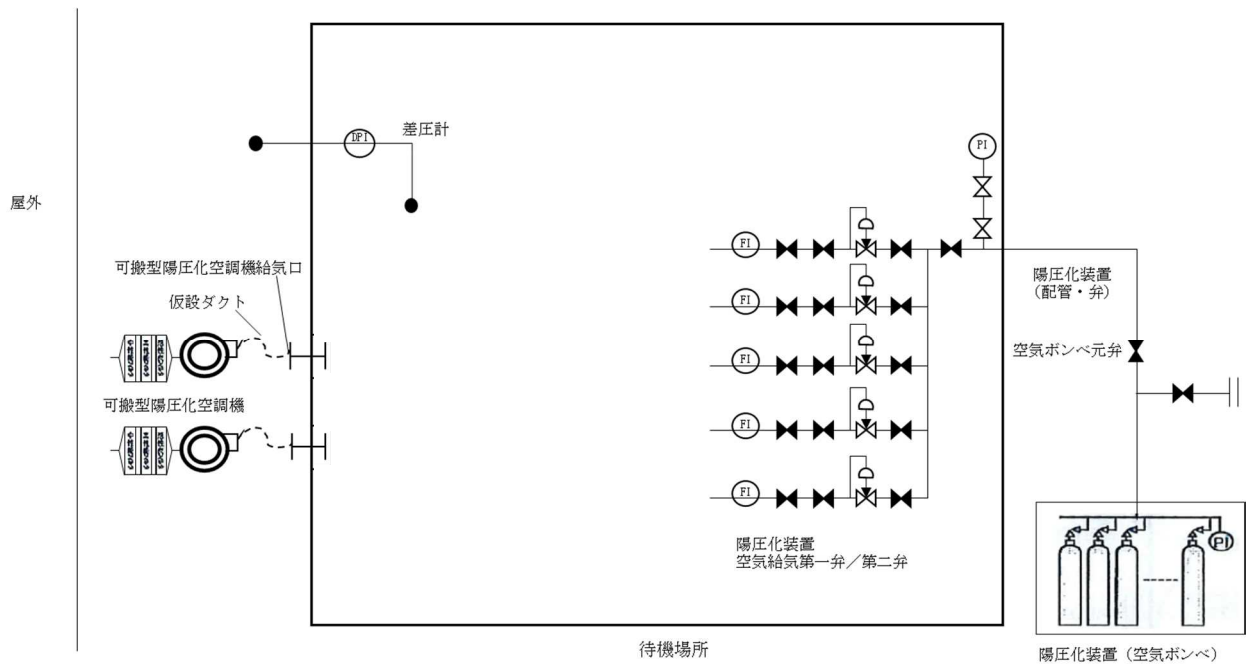 屋外
DPI
差圧計
PI
FI
FI
FI
FI
FI
可搬型陽圧化空調機給気口
仮設ダクト
可搬型陽圧化空調機
陽圧化装置
(配管・弁)
空気ボンベ元弁
陽圧化装置
空気給気第一弁/第二弁
PI
待機場所
陽圧化装置(空気ボンベ)